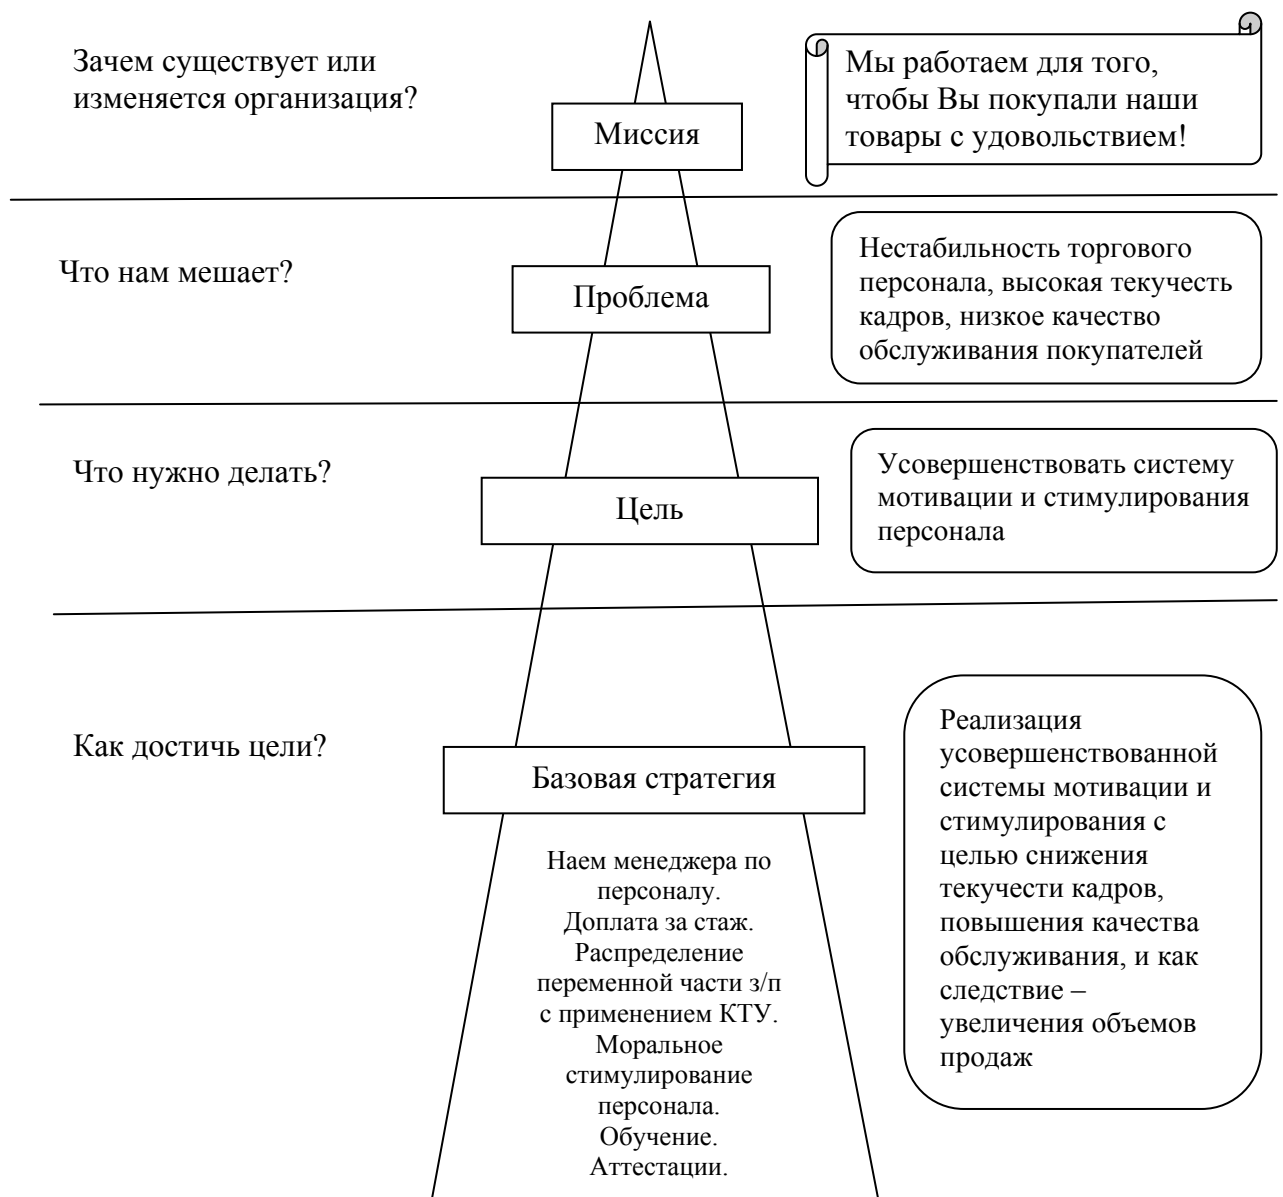 Зачем существует или
изменяется организация?
Миссия
Мы работаем для того,
чтобы Вы покупали наши
товары с удовольствием!
Что нам мешает?
Проблема
Нестабильность торгового
персонала, высокая текучесть
кадров, низкое качество
обслуживания покупателей
Что нужно делать?
Цель
Усовершенствовать систему
мотивации и стимулирования
персонала
Как достичь цели?
Базовая стратегия
Наем менеджера по
персоналу.
Доплата за стаж.
Распределение
переменной части з/п
с применением КТУ.
Моральное
стимулирование
персонала.
Обучение.
Аттестации.
Реализация
усовершенствованной
системы мотивации и
стимулирования с
целью снижения
текучести кадров,
повышения качества
обслуживания, и как
следствие –
увеличения объемов
продаж